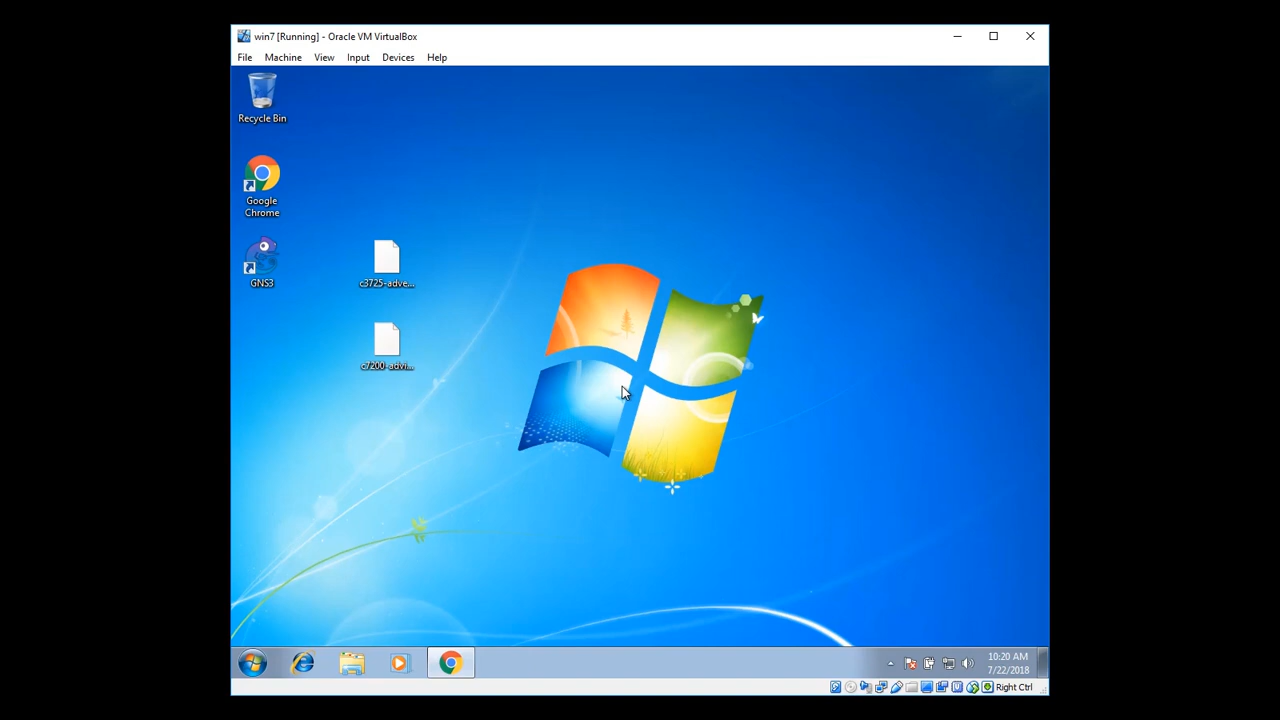 win7 [Running] - Oracle VM VirtualBox
File Machine View Input Devices Help
Recycle Bin
Google
Chrome
GNS3
c3725-adve...
c7200-advi...
10:20 AM
7/22/2018
Right Ctrl